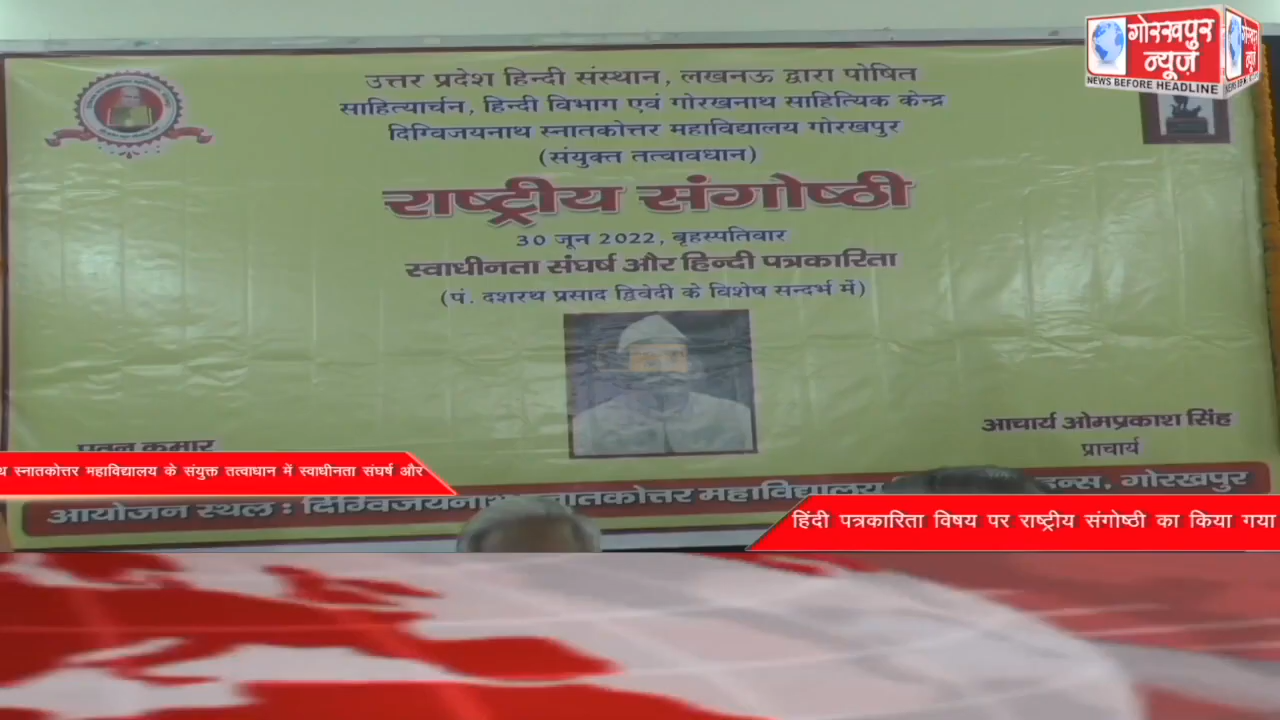 गोरखपुर
न्यूज़
NEWS BEFORE HEADLINE
उत्तर प्रदेश हिन्दी संस्थान, लखनऊ द्वारा पोषित
साहित्यार्चन, हिन्दी विभाग एवं गोरखनाथ साहित्यिक केन्द्र
दिग्विजयनाथ स्नातकोत्तर महाविद्यालय गोरखपुर
(संयुक्त तत्वावधान)
राष्ट्रीय संगोष्ठी
30 जून 2022, बृहस्पतिवार
स्वाधीनता संघर्ष और हिन्दी पत्रकारिता
(पं. दशरथ प्रसाद द्विवेदी के विशेष सन्दर्भ में)
आचार्य ओमप्रकाश सिंह
प्राचार्य
कुमार
स्नातकोत्तर महाविद्यालय के संयुक्त तत्वाधान में स्वाधीनता संघर्ष और
आयोजन स्थल : दिग्विजयनाथ स्नातकोत्तर महाविद्यालय गोरखपुर
हिंदी पत्रकारिता विषय पर राष्ट्रीय संगोष्ठी का किया गया